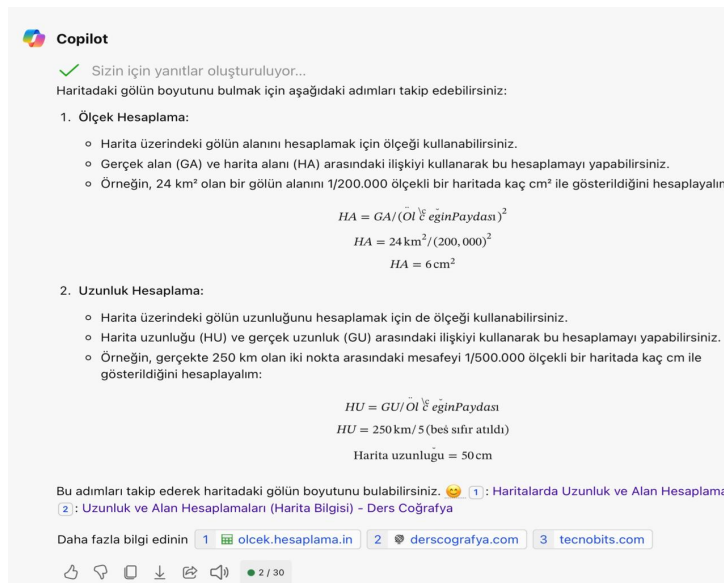 Copilot
Sizin için yanıtlar oluşturuluyor...
Haritadaki gölün boyutunu bulmak için aşağıdaki adımları takip edebilirsiniz:
1. Ölçek Hesaplama:
Harita üzerindeki gölün alanını hesaplamak için ölçeği kullanabilirsiniz.
Gerçek alan (GA) ve harita alanı (HA) arasındaki ilişkiyi kullanarak bu hesaplamayı yapabilirsiniz.
Örneğin, 24 km² olan bir gölün alanını 1/200.000 ölçekli bir haritada kaç cm² ile gösterildiğini hesaplayalım
HA = GA/(Ölçeğin Paydası)²
HA = 24 km²/(200,000)²
HA = 6 cm²
2. Uzunluk Hesaplama:
Harita üzerindeki gölün uzunluğunu hesaplamak için de ölçeği kullanabilirsiniz.
Harita uzunluğu (HU) ve gerçek uzunluk (GU) arasındaki ilişkiyi kullanarak bu hesaplamayı yapabilirsiniz.
Örneğin, gerçekte 250 km olan iki nokta arasındaki mesafeyi 1/500.000 ölçekli bir haritada kaç cm ile
gösterildiğini hesaplayalım:
HU = GU/Ölçeğin Paydası
HU = 250 km/5 (beş sıfır atıldı)
Harita uzunluğu = 50 cm
Bu adımları takip ederek haritadaki gölün boyutunu bulabilirsiniz. 😊 1 : Haritalarda Uzunluk ve Alan Hesaplama
2 : Uzunluk ve Alan Hesaplamaları (Harita Bilgisi) - Ders Coğrafya
Daha fazla bilgi edinin 1 olcek.hesaplama.in 2 derscografya.com 3 tecnobits.com
2 / 30